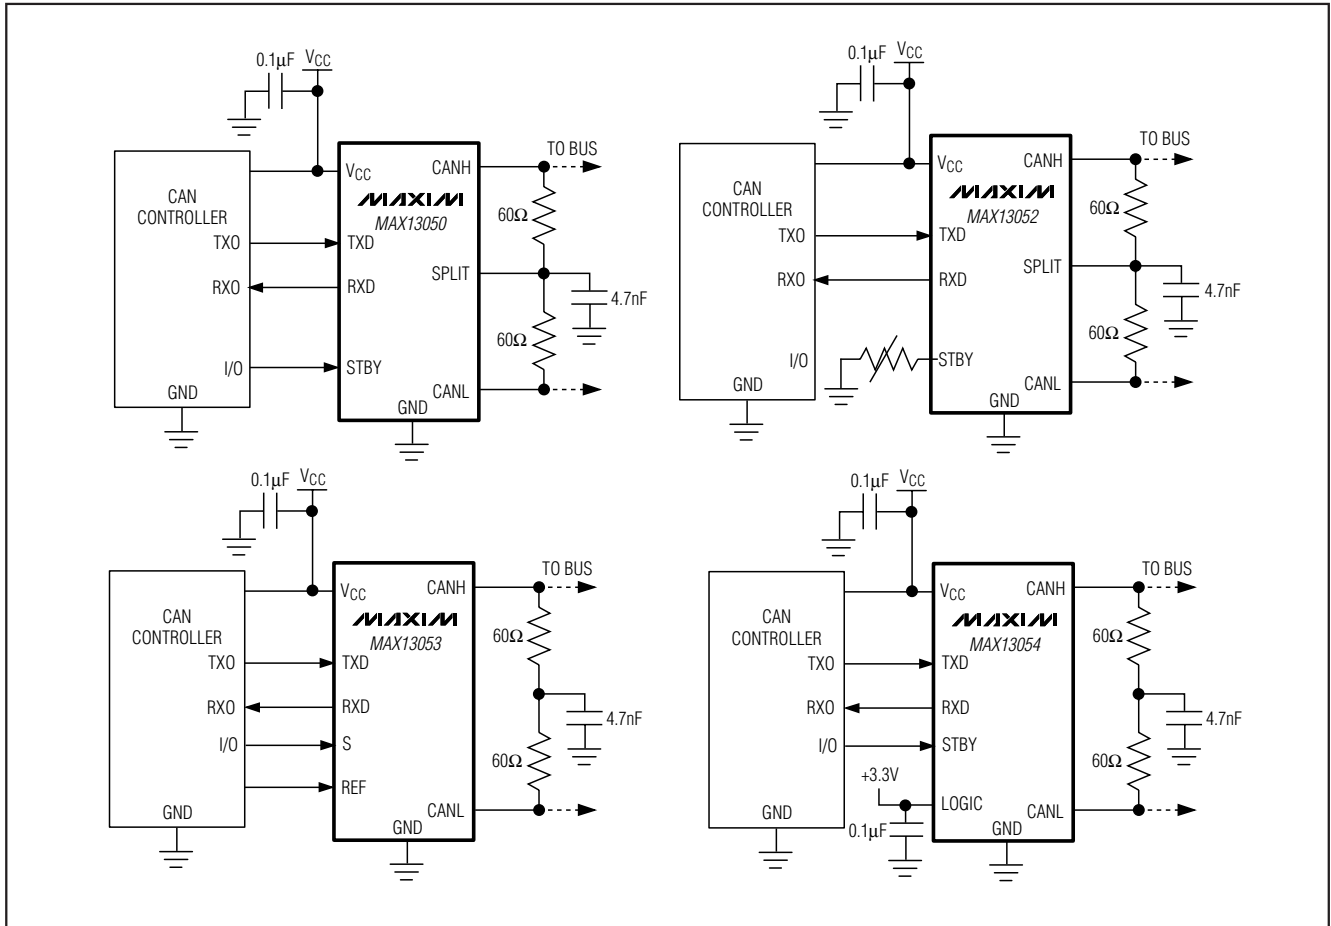 0.1µF VCC
CAN
CONTROLLER
TXO
RXO
I/O
GND
VCC
MAXIM
MAX13050
TXD
RXD
STBY
GND
CANH
SPLIT
CANL
TO BUS
60Ω
60Ω
4.7nF
0.1µF VCC
CAN
CONTROLLER
TXO
RXO
I/O
GND
VCC
MAXIM
MAX13052
TXD
RXD
STBY
GND
CANH
SPLIT
CANL
TO BUS
60Ω
60Ω
4.7nF
0.1µF VCC
CAN
CONTROLLER
TXO
RXO
I/O
GND
VCC
MAXIM
MAX13053
TXD
RXD
S
REF
GND
CANH
CANL
TO BUS
60Ω
60Ω
4.7nF
0.1µF VCC
CAN
CONTROLLER
TXO
RXO
I/O
GND
+3.3V
0.1µF
VCC
MAXIM
MAX13054
TXD
RXD
STBY
LOGIC
GND
CANH
CANL
TO BUS
60Ω
60Ω
4.7nF